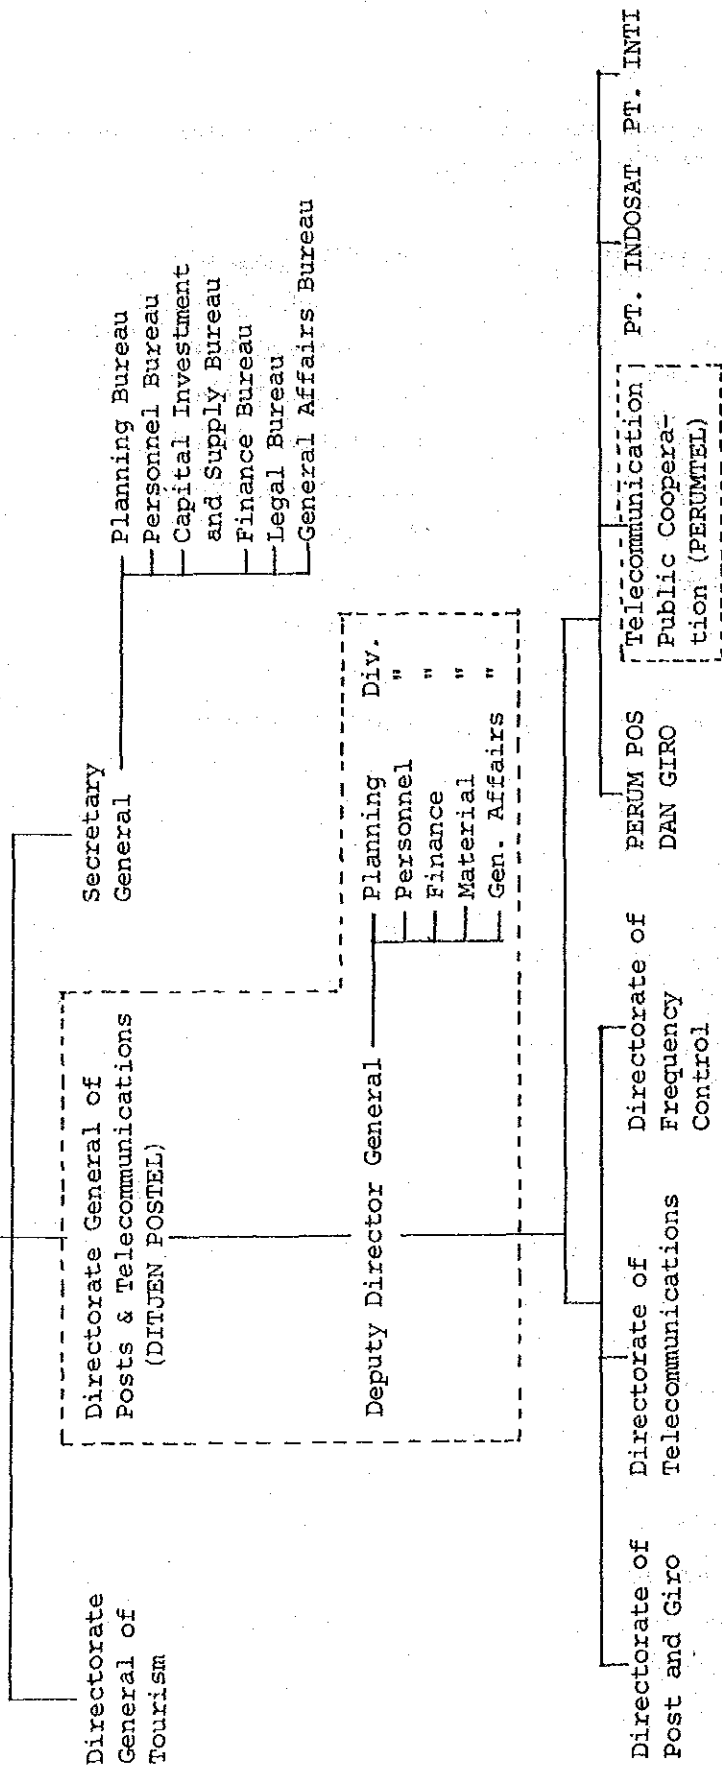 Directorate
General of
Tourism
Directorate General of
Posts & Telecommunications
(DITJEN POSTEL)
Secretary
General
Planning Bureau
Personnel Bureau
Capital Investment
and Supply Bureau
Finance Bureau
Legal Bureau
General Affairs Bureau
Deputy Director General
Planning Div.
Personnel "
Finance "
Material "
Gen. Affairs "
Directorate of
Post and Giro
Directorate of
Telecommunications
Directorate of
Frequency
Control
PERUM POS
DAN GIRO
Telecommunication
Public Coopera-
tion (PERUMTEL)
PT. INDOSAT
PT. INTI